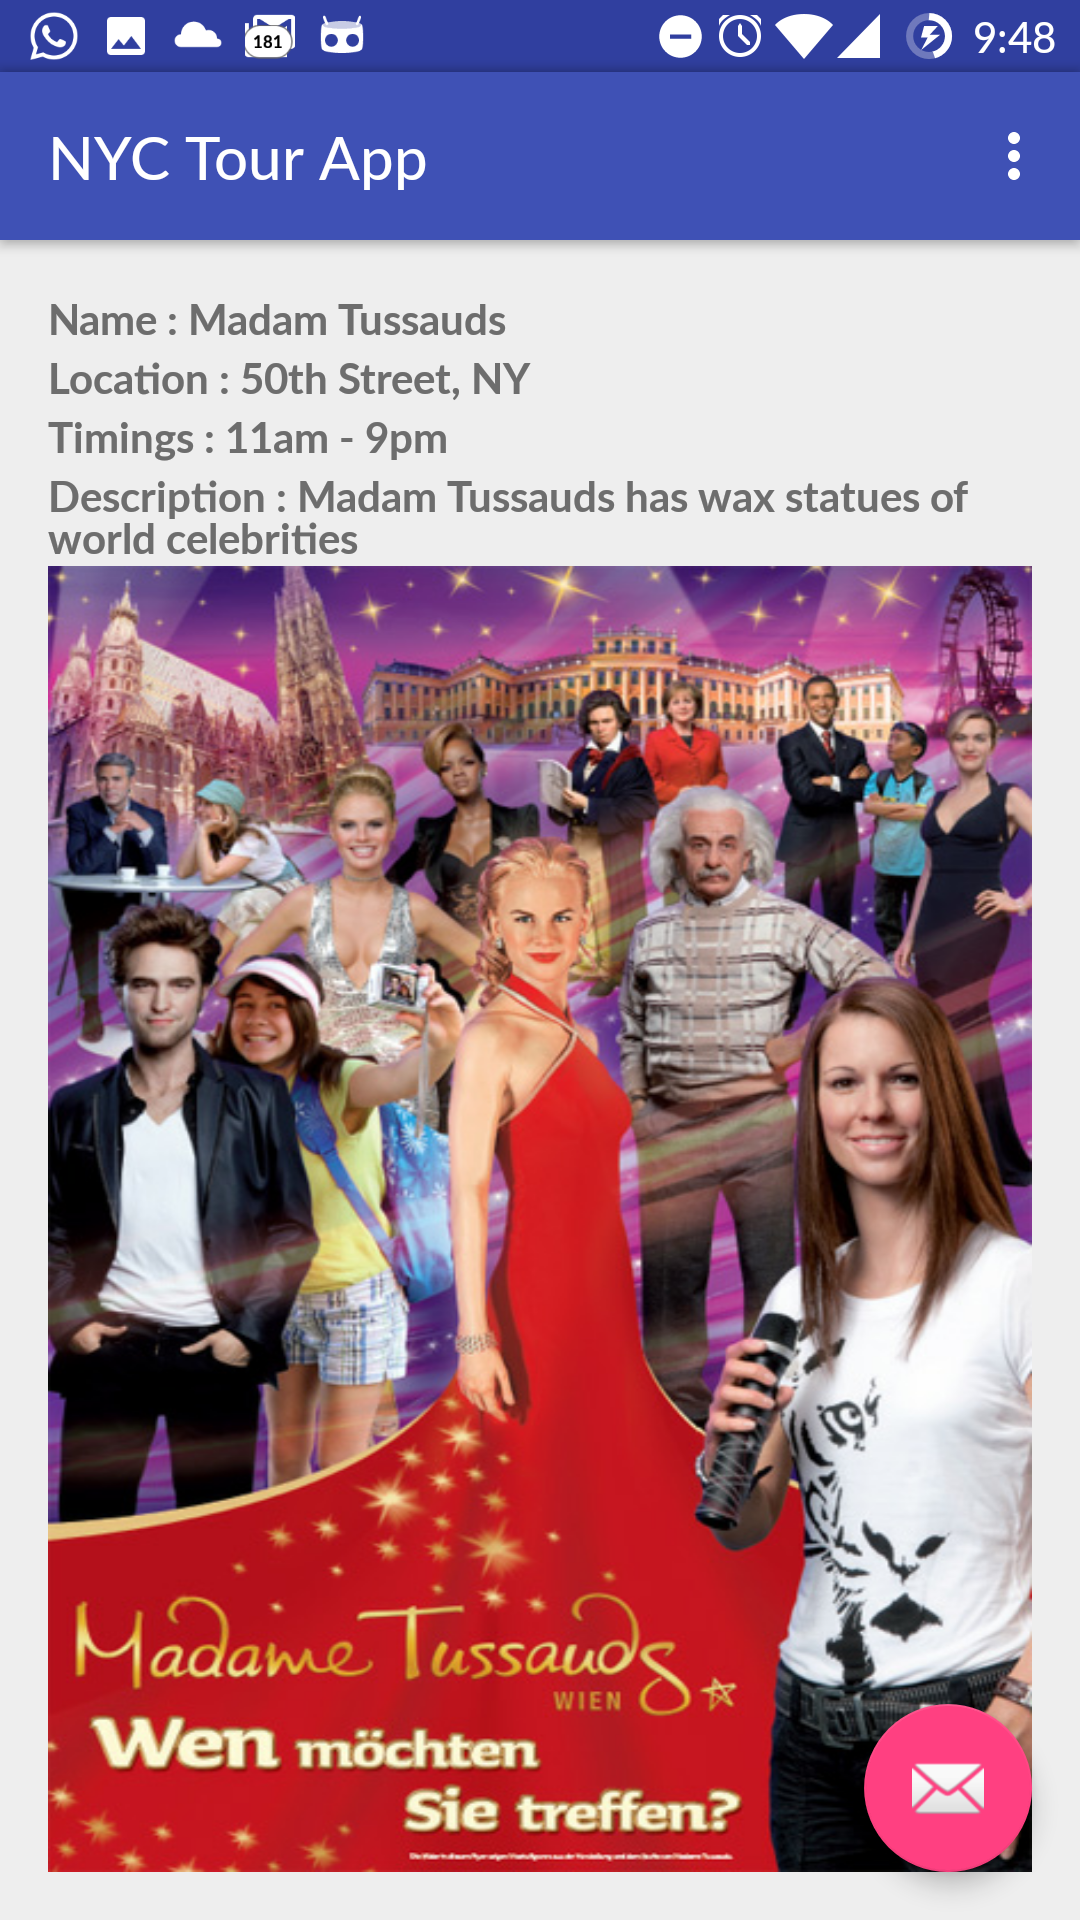 181
9:48
NYC Tour App
Name : Madam Tussauds
Location : 50th Street, NY
Timings : 11am - 9pm
Description : Madam Tussauds has wax statues of
world celebrities
Madame Tussauds
WIEN
Wen möchten
Sie treffen?